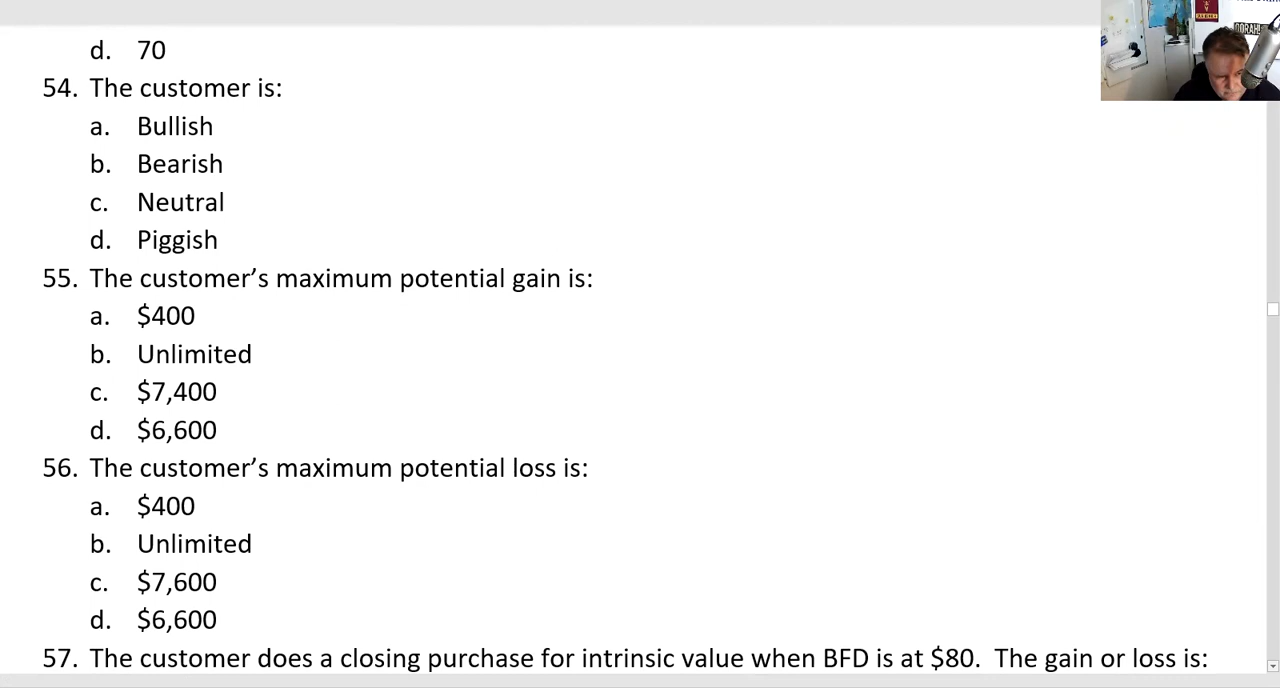 d. 70
54. The customer is:
a. Bullish
b. Bearish
c. Neutral
d. Piggish
55. The customer's maximum potential gain is:
a. $400
b. Unlimited
c. $7,400
d. $6,600
56. The customer's maximum potential loss is:
a. $400
b. Unlimited
c. $7,600
d. $6,600
57. The customer does a closing purchase for intrinsic value when BFD is at $80. The gain or loss is: